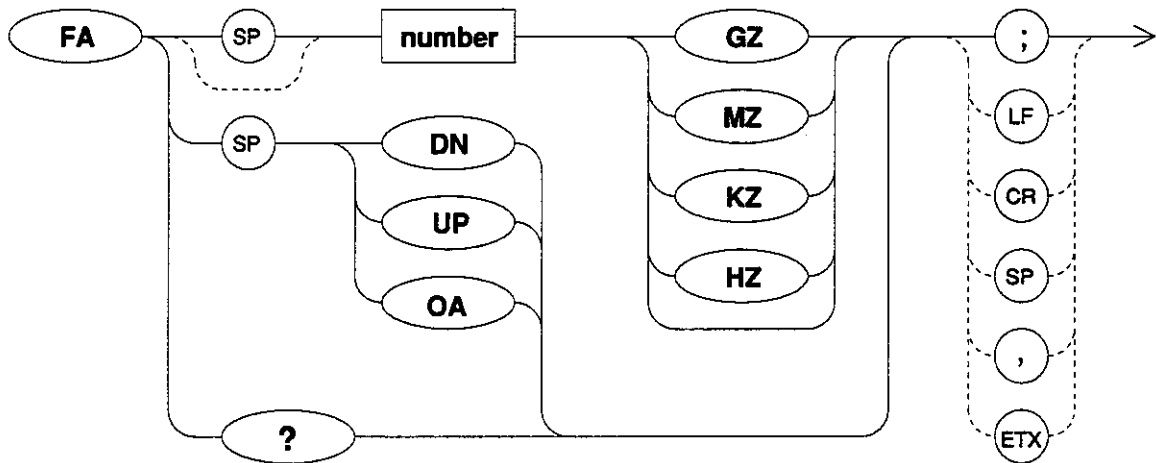 FA SP number GZ ;
MZ LF
SP DN
KZ CR
UP
HZ SP
OA
,
? ETX